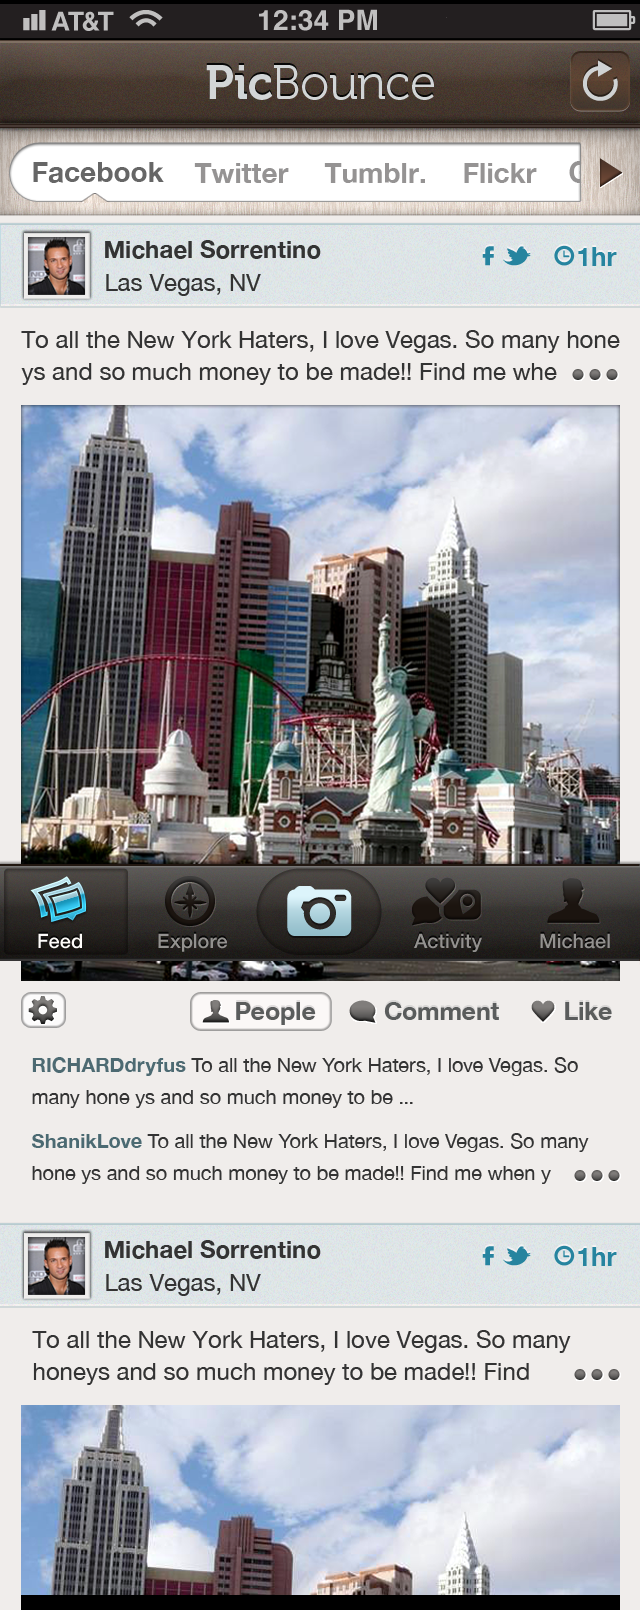 AT&T 12:34 PM
PicBounce
Facebook Twitter Tumblr. Flickr
Michael Sorrentino 1hr
Las Vegas, NV
To all the New York Haters, I love Vegas. So many hone
ys and so much money to be made!! Find me whe
Feed Explore Activity Michael
People Comment Like
RICHARDdryfus To all the New York Haters, I love Vegas. So
many hone ys and so much money to be ...
ShanikLove To all the New York Haters, I love Vegas. So many
hone ys and so much money to be made!! Find me when y
Michael Sorrentino 1hr
Las Vegas, NV
To all the New York Haters, I love Vegas. So many
honeys and so much money to be made!! Find